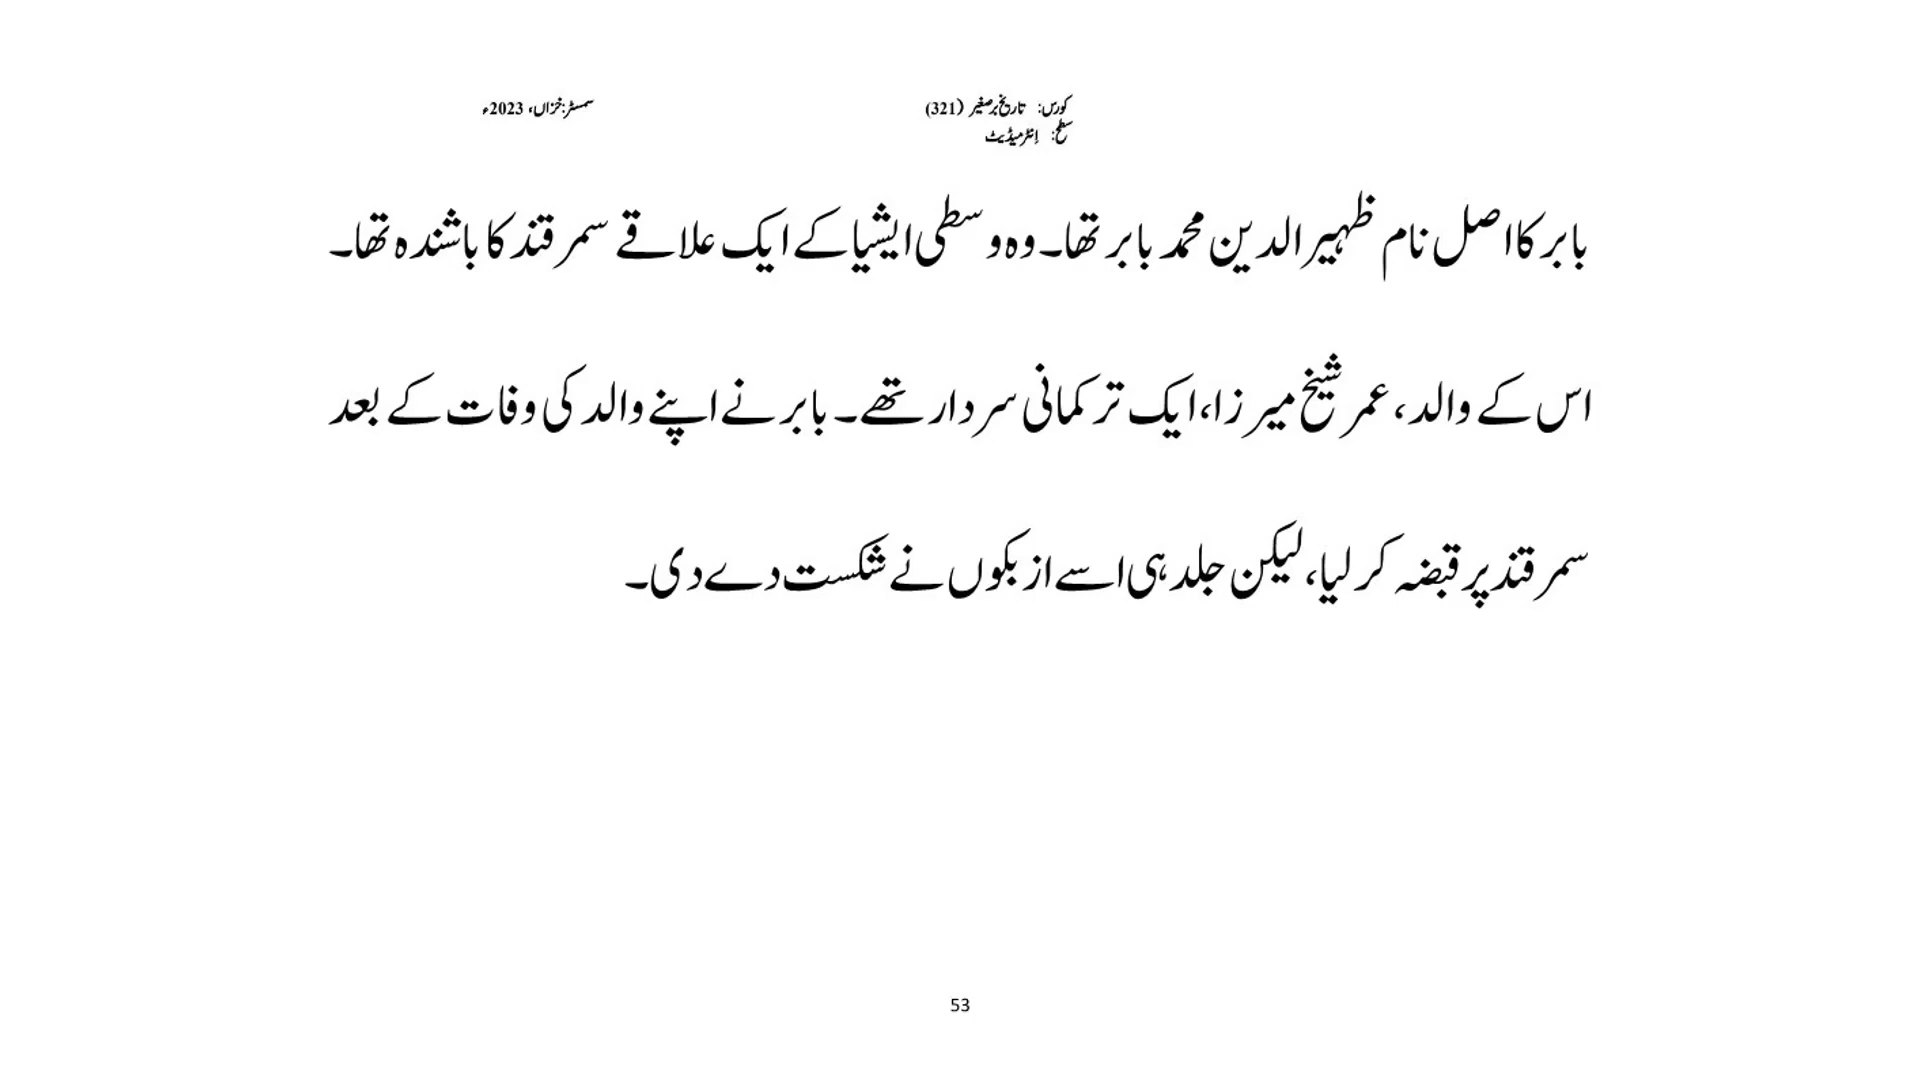 کورس: تاریخ برصغیر (321) سمسٹر: خزاں، 2023ء
سطح: انٹرمیڈیٹ
بابر کا اصل نام ظہیر الدین محمد بابر تھا۔ وہ وسطی ایشیا کے ایک علاقے سمرقند کا باشندہ تھا۔
اس کے والد، عمر شیخ میرزا، ایک ترکمانی سردار تھے۔ بابر نے اپنے والد کی وفات کے بعد
سمرقند پر قبضہ کر لیا، لیکن جلد ہی اسے ازبکوں نے شکست دے دی۔
53